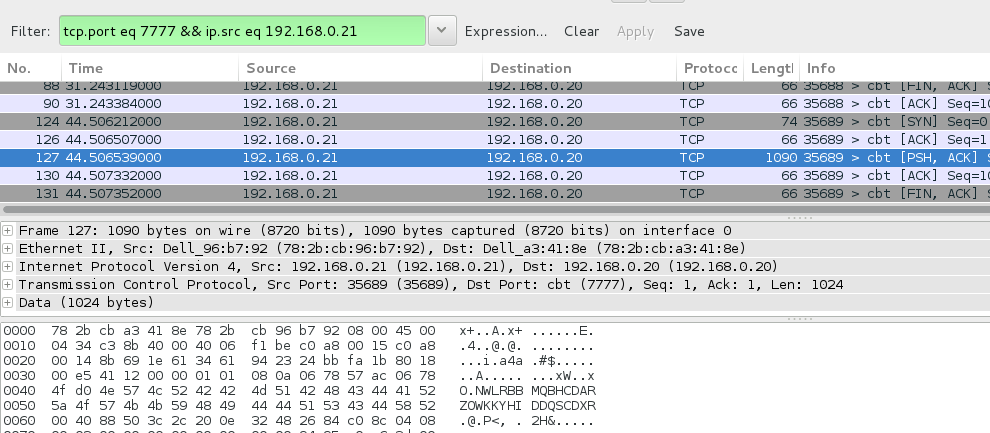 Filter: tcp.port eq 7777 && ip.src eq 192.168.0.21 Expression... Clear Apply Save
No. Time Source Destination Protocc Lengtl Info
88 31.243119000 192.168.0.21 192.168.0.20 TCP 66 35688 > cbt [FIN, ACK] S
90 31.243384000 192.168.0.21 192.168.0.20 TCP 66 35688 > cbt [ACK] Seq=10
124 44.506212000 192.168.0.21 192.168.0.20 TCP 74 35689 > cbt [SYN] Seq=0
126 44.506507000 192.168.0.21 192.168.0.20 TCP 66 35689 > cbt [ACK] Seq=1
127 44.506539000 192.168.0.21 192.168.0.20 TCP 1090 35689 > cbt [PSH, ACK] S
130 44.507332000 192.168.0.21 192.168.0.20 TCP 66 35689 > cbt [ACK] Seq=10
131 44.507352000 192.168.0.21 192.168.0.20 TCP 66 35689 > cbt [FIN, ACK] S
Frame 127: 1090 bytes on wire (8720 bits), 1090 bytes captured (8720 bits) on interface 0
Ethernet II, Src: Dell_96:b7:92 (78:2b:cb:96:b7:92), Dst: Dell_a3:41:8e (78:2b:cb:a3:41:8e)
Internet Protocol Version 4, Src: 192.168.0.21 (192.168.0.21), Dst: 192.168.0.20 (192.168.0.20)
Transmission Control Protocol, Src Port: 35689 (35689), Dst Port: cbt (7777), Seq: 1, Ack: 1, Len: 1024
Data (1024 bytes)
0000 78 2b cb a3 41 8e 78 2b cb 96 b7 92 08 00 45 00 x+..A.x+ ......E.
0010 04 34 c3 8b 40 00 40 06 f1 be c0 a8 00 15 c0 a8 .4..@.@. ........
0020 00 14 8b 69 1e 61 34 61 94 23 24 bb fa 1b 80 18 ...i.a4a .#$.....
0030 00 e5 41 12 00 00 01 01 08 0a 06 78 57 ac 06 78 ..A..... ...xW..x
0040 4f d0 4e 57 4c 52 42 42 4d 51 42 48 43 44 41 52 O.NWLRBB MQBHCDAR
0050 5a 4f 57 4b 4b 59 48 49 44 44 51 53 43 44 58 52 ZOWKKYHI DDQSCDXR
0060 00 40 88 50 3c 2c 20 0e 32 48 26 84 c0 8c 04 08 .@.P<, . 2H&.....